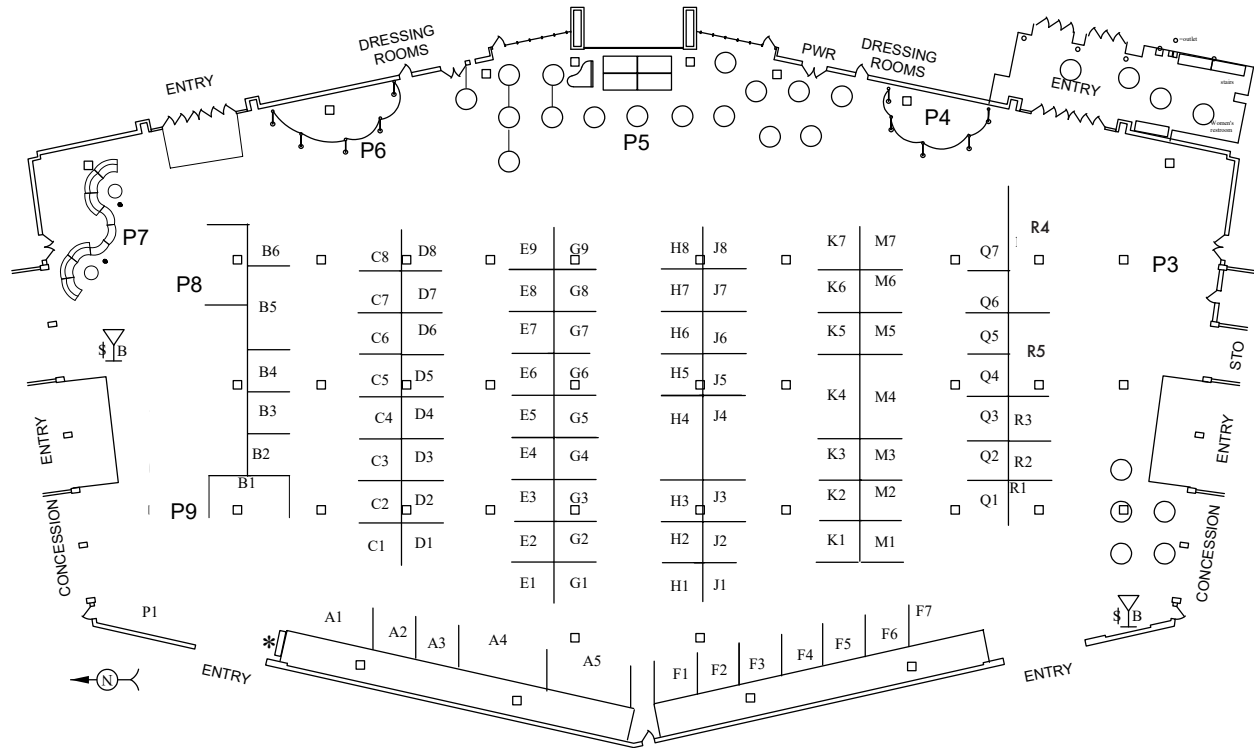 DRESSING
ROOMS
ENTRY
PWR
DRESSING
ROOMS
ENTRY
=outlet
stairs
Women's
restroom
P6
P5
P4
P7
P8
P3
R4
B6
C8
D8
E9
G9
H8
J8
K7
M7
Q7
B5
C7
D7
E8
G8
H7
J7
K6
M6
Q6
C6
D6
E7
G7
H6
J6
K5
M5
Q5
R5
$ B
STO
B4
C5
D5
E6
G6
H5
J5
K4
M4
Q4
B3
C4
D4
E5
G5
H4
J4
Q3
R3
ENTRY
ENTRY
B2
C3
D3
E4
G4
K3
M3
Q2
R2
B1
P9
C2
D2
E3
G3
H3
J3
K2
M2
Q1
R1
C1
D1
E2
G2
H2
J2
K1
M1
CONCESSION
CONCESSION
E1
G1
H1
J1
P1
A1
A2
A3
A4
A5
F1
F2
F3
F4
F5
F6
F7
$ B
*
ENTRY
ENTRY
N